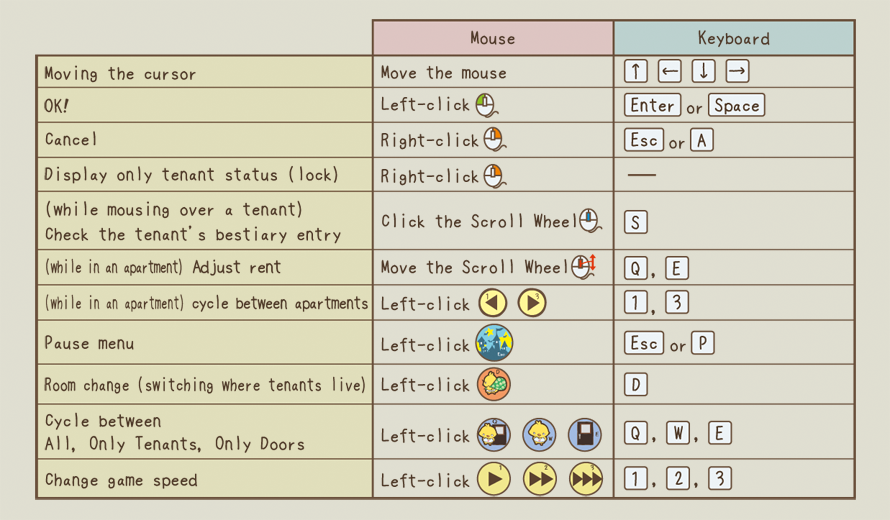 Mouse Keyboard
Moving the cursor Move the mouse ↑ ← ↓ →
OK! Left-click Enter or Space
Cancel Right-click Esc or A
Display only tenant status (lock) Right-click —
(while mousing over a tenant)
Check the tenant's bestiary entry Click the Scroll Wheel S
(while in an apartment) Adjust rent Move the Scroll Wheel Q, E
(while in an apartment) cycle between apartments Left-click 1, 3
Pause menu Left-click Esc or P
Room change (switching where tenants live) Left-click D
Cycle between
All, Only Tenants, Only Doors Left-click Q, W, E
Change game speed Left-click 1 2 3 1, 2, 3